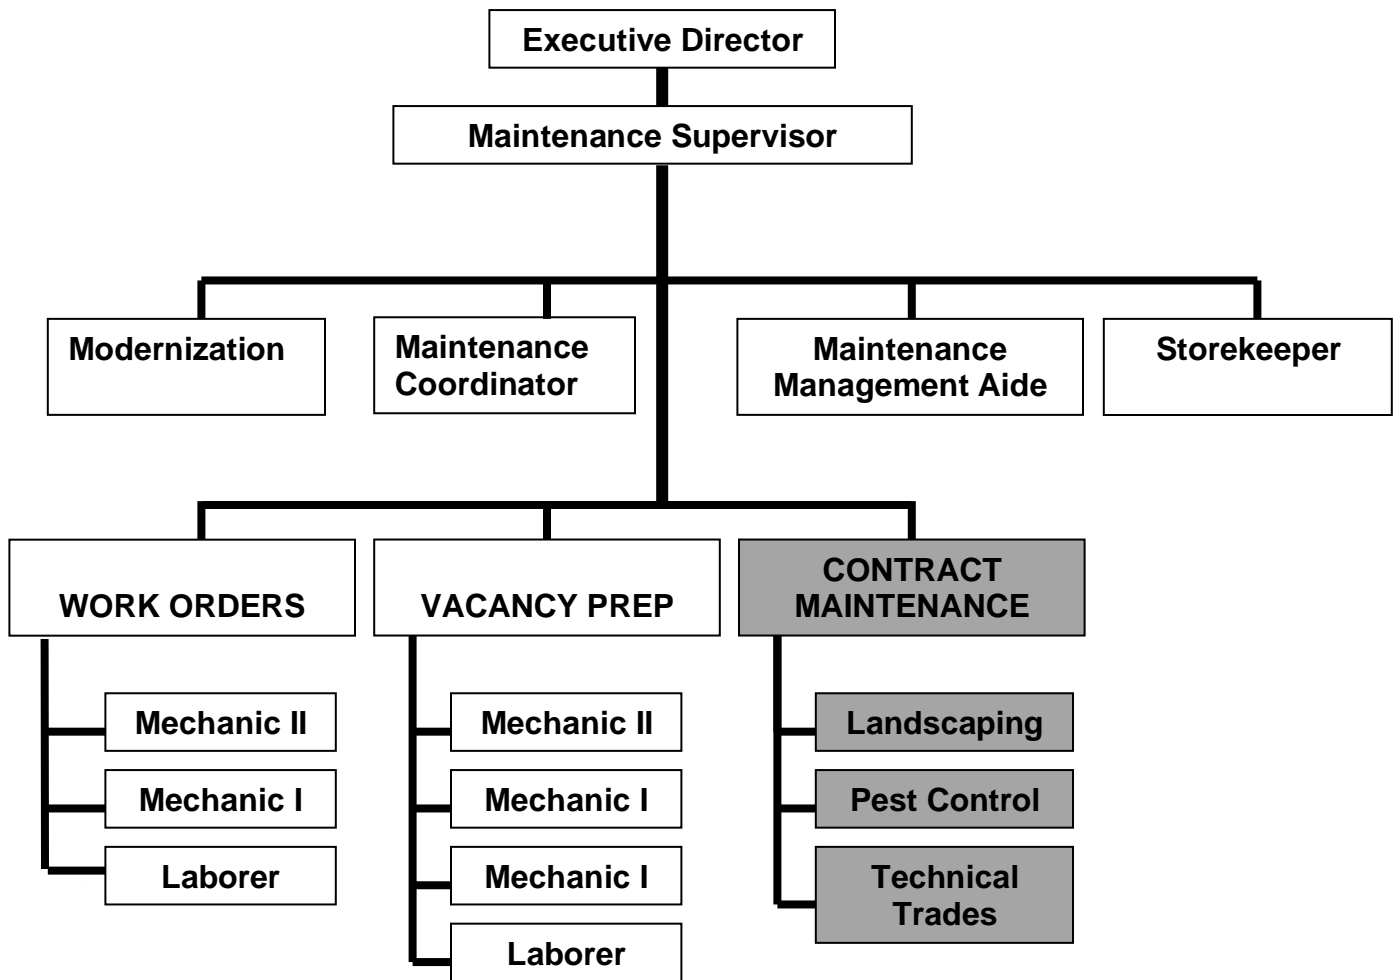 Executive Director
Maintenance Supervisor
Modernization
Maintenance
Coordinator
Maintenance
Management Aide
Storekeeper
WORK ORDERS
Mechanic II
Mechanic I
Laborer
VACANCY PREP
Mechanic II
Mechanic I
Mechanic I
Laborer
CONTRACT
MAINTENANCE
Landscaping
Pest Control
Technical
Trades